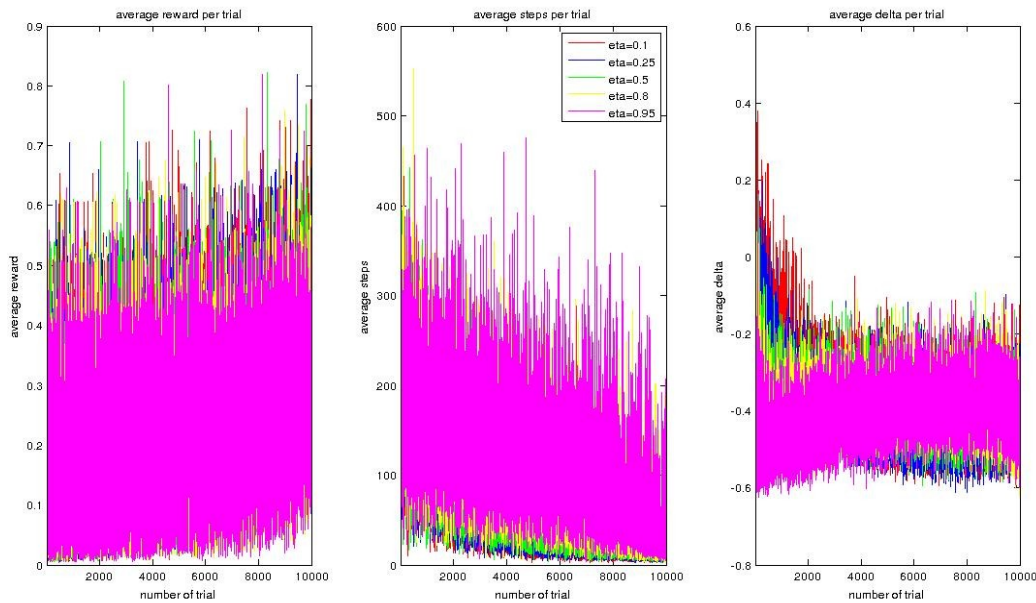 average reward per trial
0.9
0.8
0.7
0.6
0.5
0.4
0.3
0.2
0.1
0
average reward
2000 4000 6000 8000 10000
number of trial
average steps per trial
600
500
400
300
200
100
0
average steps
2000 4000 6000 8000 10000
number of trial
eta=0.1
eta=0.25
eta=0.5
eta=0.8
eta=0.95
average delta per trial
0.6
0.4
0.2
0
-0.2
-0.4
-0.6
-0.8
average delta
2000 4000 6000 8000 10000
number of trial